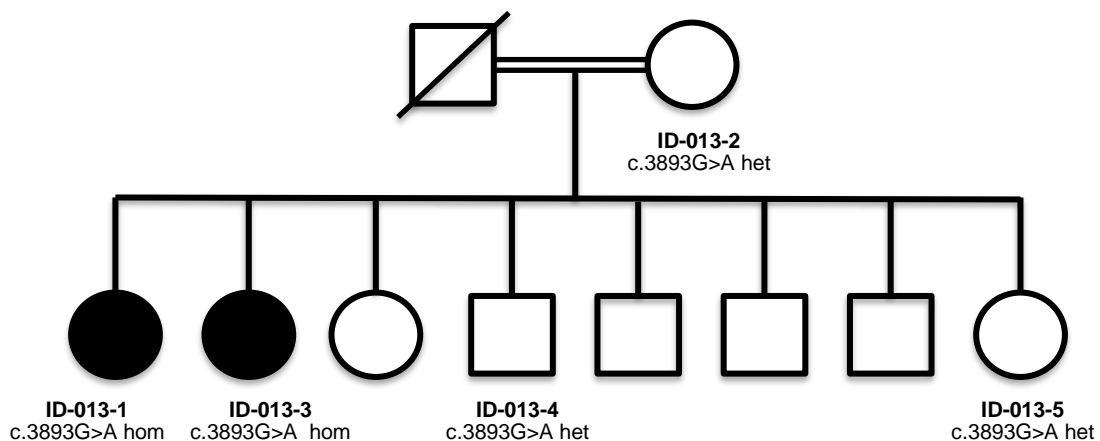 ID-013-2
c.3893G>A het
ID-013-1
c.3893G>A hom
ID-013-3
c.3893G>A hom
ID-013-4
c.3893G>A het
ID-013-5
c.3893G>A het